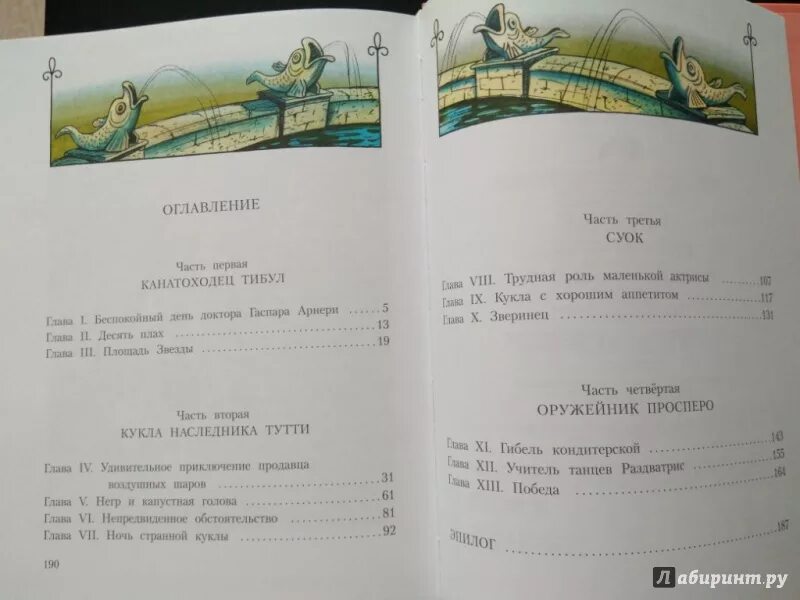 ОГЛАВЛЕНИЕ
Часть первая
КАНАТОХОДЕЦ ТИБУЛ
Глава I. Беспокойный день доктора Гаспара Арнери 5
Глава II. Десять плах 13
Глава III. Площадь Звезды 19
Часть вторая
КУКЛА НАСЛЕДНИКА ТУТТИ
Глава IV. Удивительное приключение продавца
воздушных шаров 31
Глава V. Негр и капустная голова 61
Глава VI. Непредвиденное обстоятельство 81
Глава VII. Ночь странной куклы 92
190
Часть третья
СУОК
Глава VIII. Трудная роль маленькой актрисы 107
Глава IX. Кукла с хорошим аппетитом 117
Глава X. Зверинец 131
Часть четвёртая
ОРУЖЕЙНИК ПРОСПЕРО
Глава XI. Гибель кондитерской 143
Глава XII. Учитель танцев Раздватрис 155
Глава XIII. Победа 164
ЭПИЛОГ 187
Лабиринт.ру